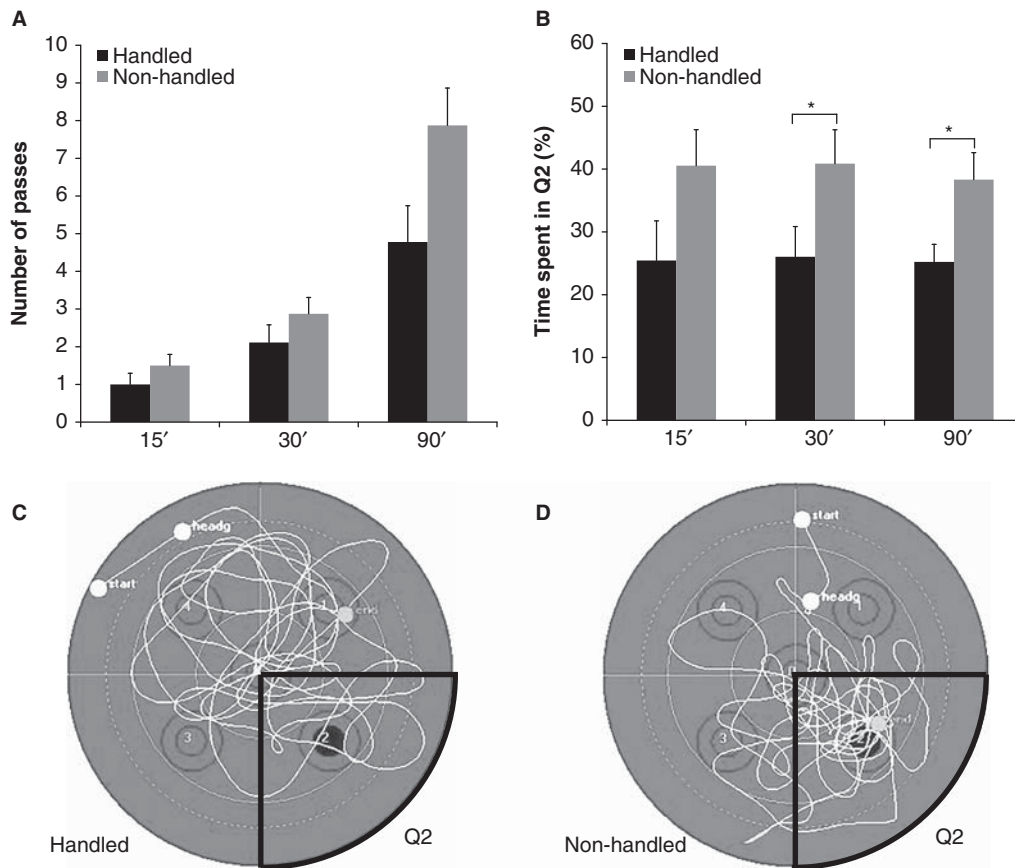 A
Handled
Non-handled
Number of passes
10
9
8
7
6
5
4
3
2
1
0
15′
30′
90′
B
Handled
Non-handled
Time spent in Q2 (%)
60
50
40
30
20
10
0
*
*
15′
30′
90′
C
headg
start
4
1
end
3
2
Handled
Q2
D
start
headg
4
1
end
3
2
Non-handled
Q2